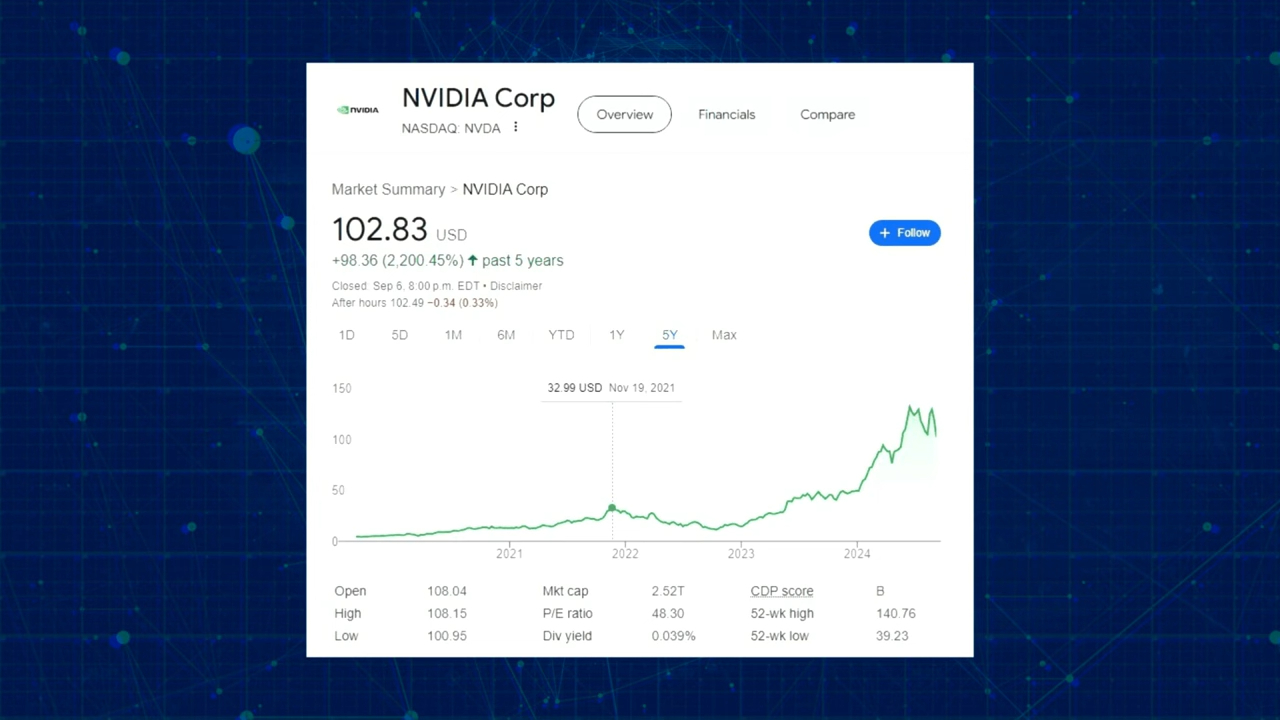 NVIDIA
NVIDIA Corp
NASDAQ: NVDA
Overview
Financials
Compare
Market Summary > NVIDIA Corp
102.83 USD
+ Follow
+98.36 (2,200.45%) ↑ past 5 years
Closed: Sep 6, 8:00 p.m. EDT • Disclaimer
After hours 102.49 −0.34 (0.33%)
1D 5D 1M 6M YTD 1Y 5Y Max
32.99 USD Nov 19, 2021
150
100
50
0
2021 2022 2023 2024
Open 108.04 Mkt cap 2.52T CDP score B
High 108.15 P/E ratio 48.30 52-wk high 140.76
Low 100.95 Div yield 0.039% 52-wk low 39.23